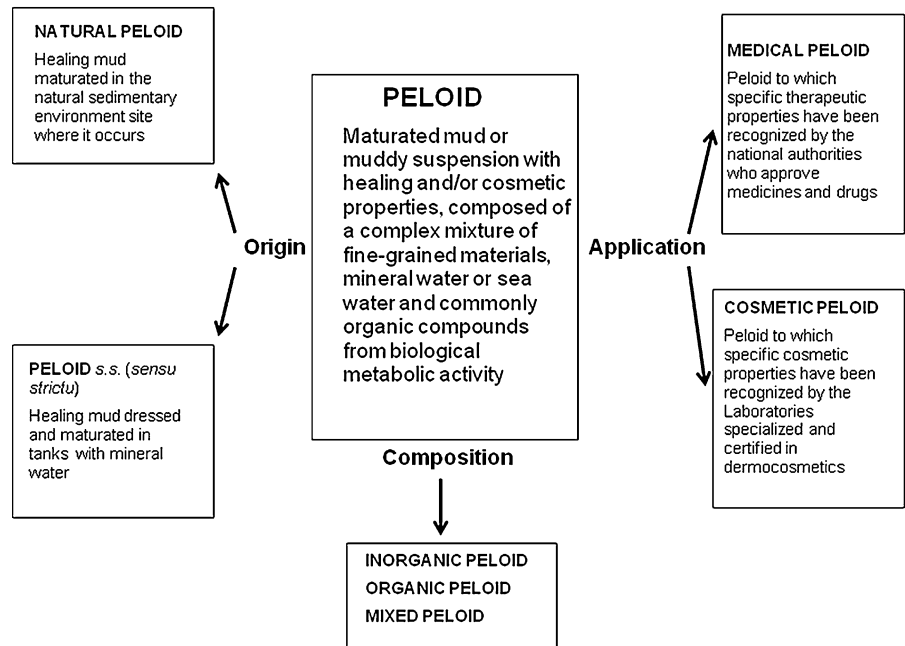 NATURAL PELOID
Healing mud
maturated in the
natural sedimentary
environment site
where it occurs
PELOID
Maturated mud or
muddy suspension with
healing and/or cosmetic
properties, composed of
a complex mixture of
fine-grained materials,
mineral water or sea
water and commonly
organic compounds
from biological
metabolic activity
MEDICAL PELOID
Peloid to which
specific therapeutic
properties have been
recognized by the
national authorities
who approve
medicines and drugs
Origin
Application
PELOID s.s. (sensu
strictu)
Healing mud dressed
and maturated in
tanks with mineral
water
COSMETIC PELOID
Peloid to which
specific cosmetic
properties have been
recognized by the
Laboratories
specialized and
certified in
dermocosmetics
Composition
INORGANIC PELOID
ORGANIC PELOID
MIXED PELOID